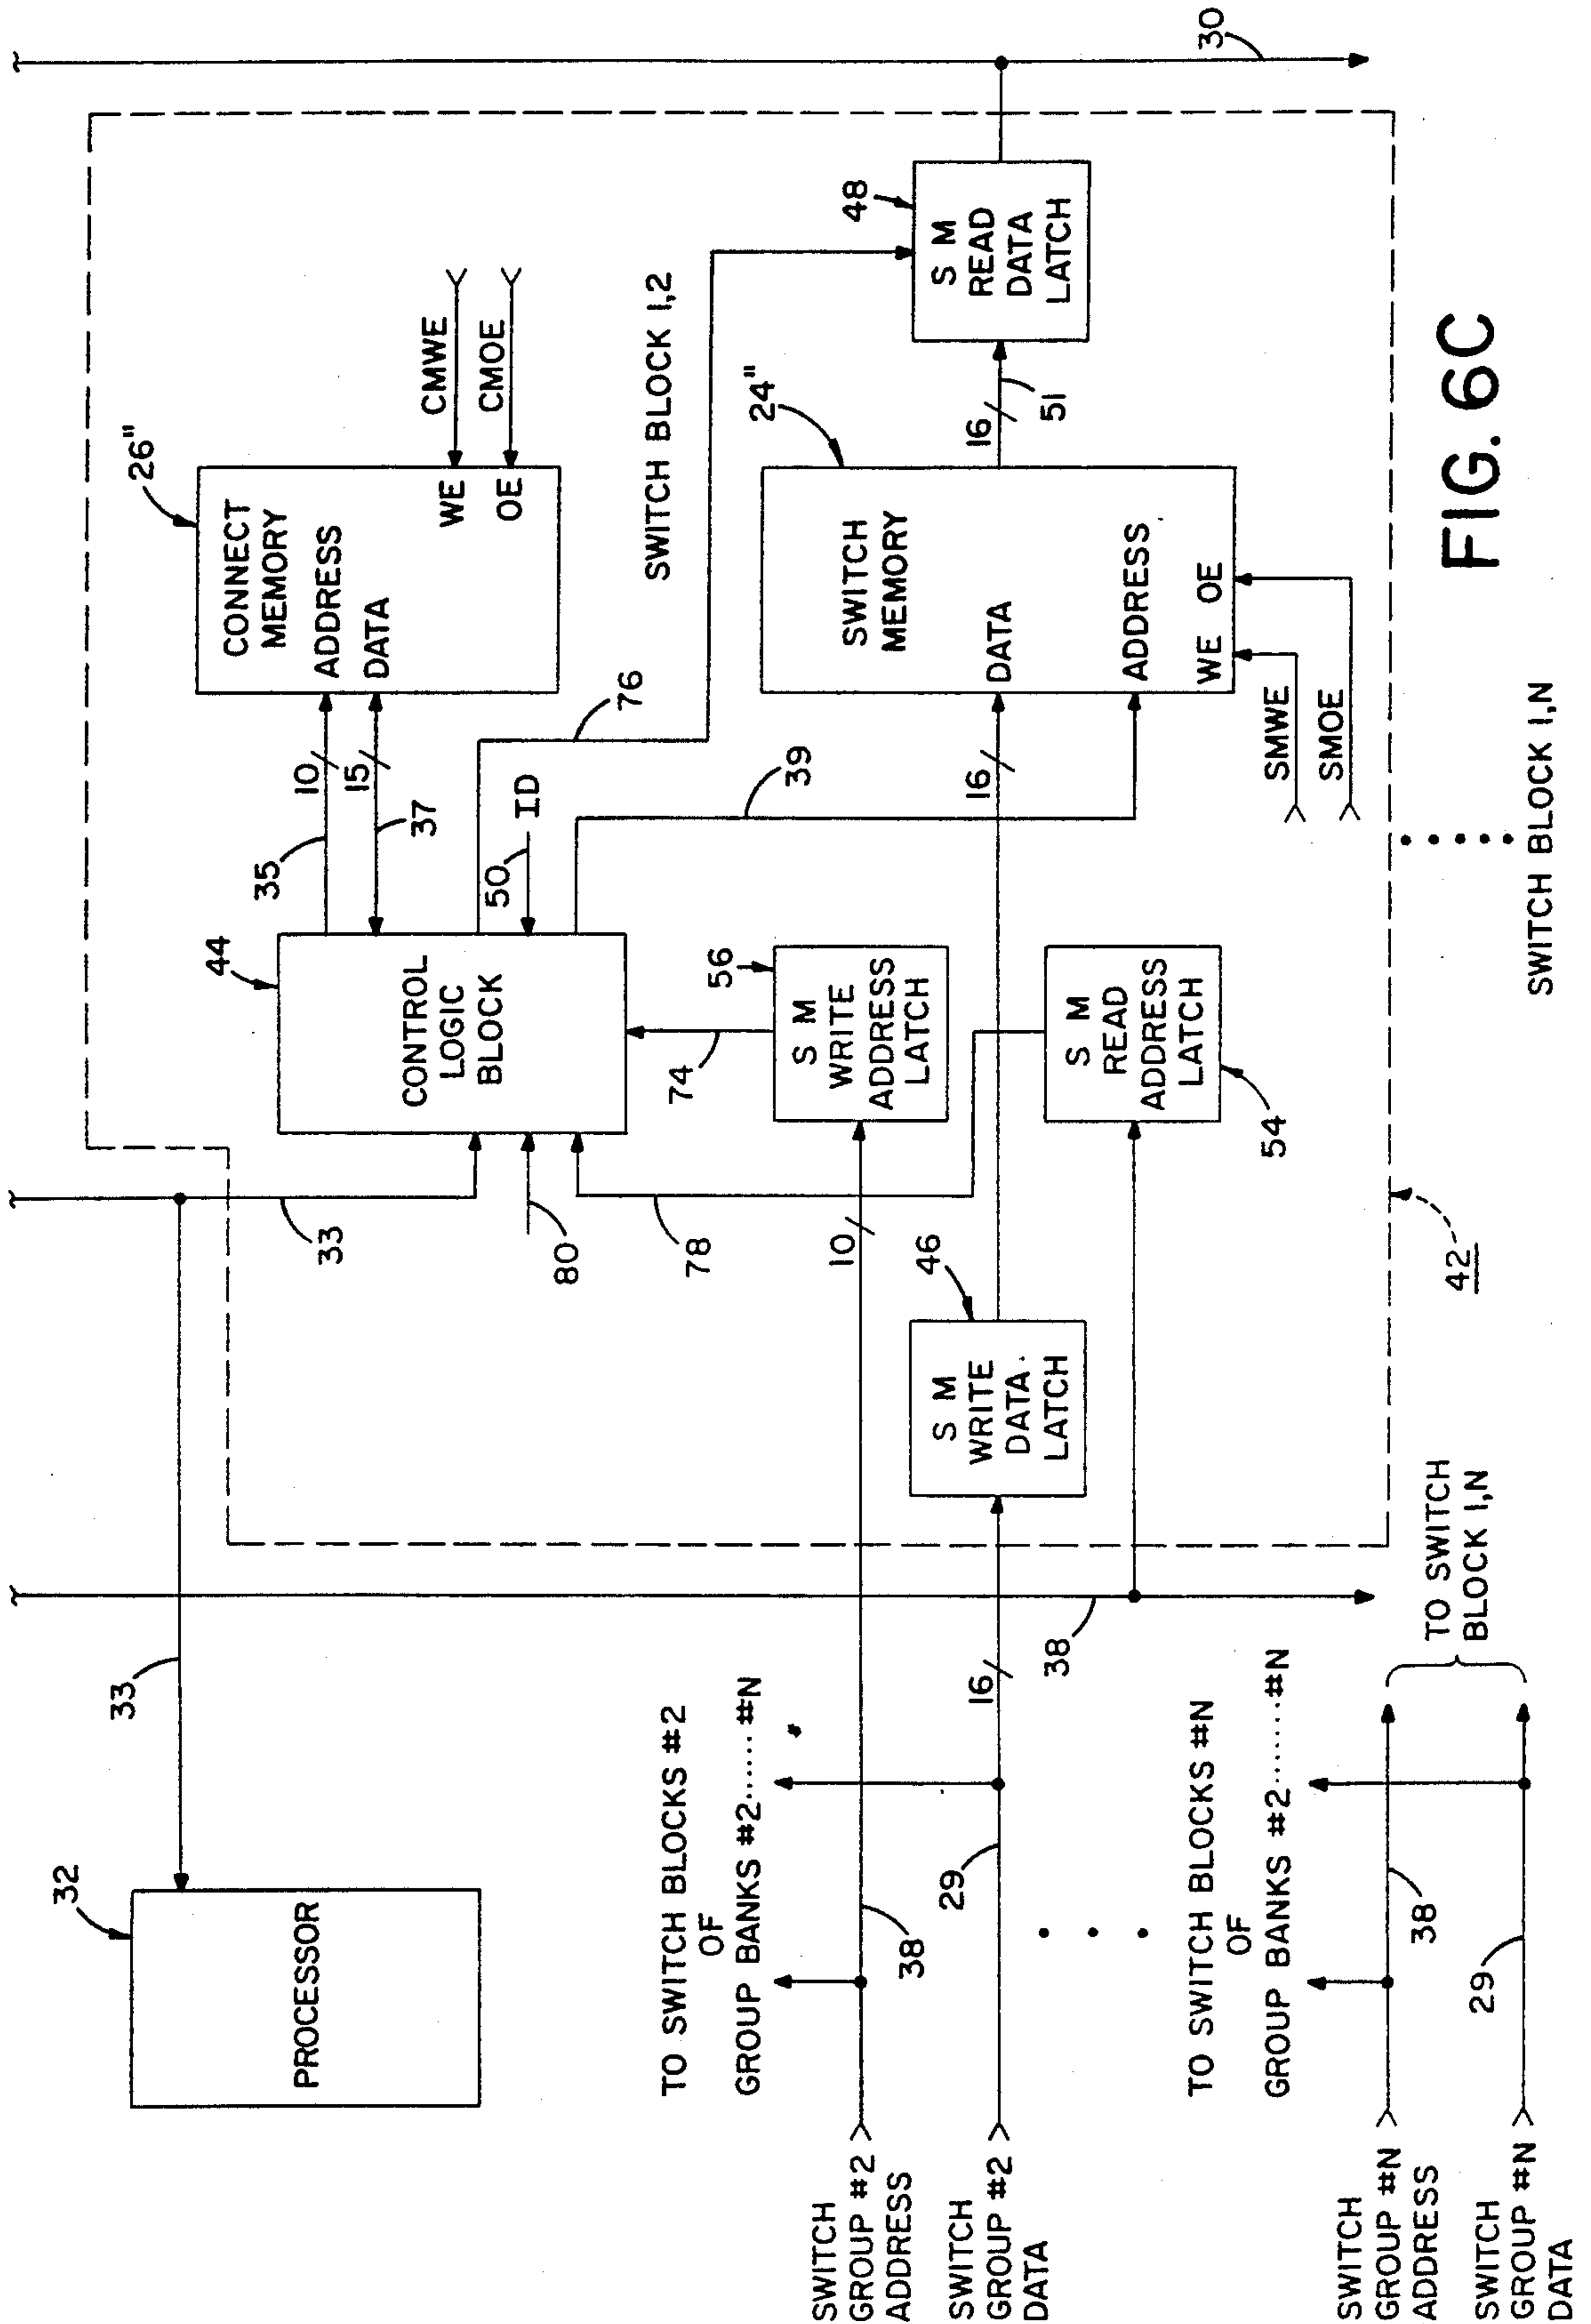 33
32
PROCESSOR
33
80
44
CONTROL
LOGIC
BLOCK
35
10
15
37
50
ID
76
26"
CONNECT
MEMORY
ADDRESS
DATA
WE
OE
CMWE
CMOE
30
SWITCH BLOCK 1,2
78
74
56
S M
WRITE
ADDRESS
LATCH
39
24"
SWITCH
MEMORY
DATA
ADDRESS
WE OE
16
51
48
S M
READ
DATA
LATCH
TO SWITCH BLOCKS #2
OF
GROUP BANKS #2......#N
SWITCH
GROUP #2
ADDRESS
38
10
SWITCH
GROUP #2
DATA
29
16
46
S M
WRITE
DATA
LATCH
16
38
S M
READ
ADDRESS
LATCH
54
SMWE
SMOE
TO SWITCH BLOCKS #N
OF
GROUP BANKS #2.......#N
SWITCH
GROUP #N
ADDRESS
38
SWITCH
GROUP #N
DATA
29
TO SWITCH
BLOCK 1,N
42
SWITCH BLOCK 1,N
FIG. 6C